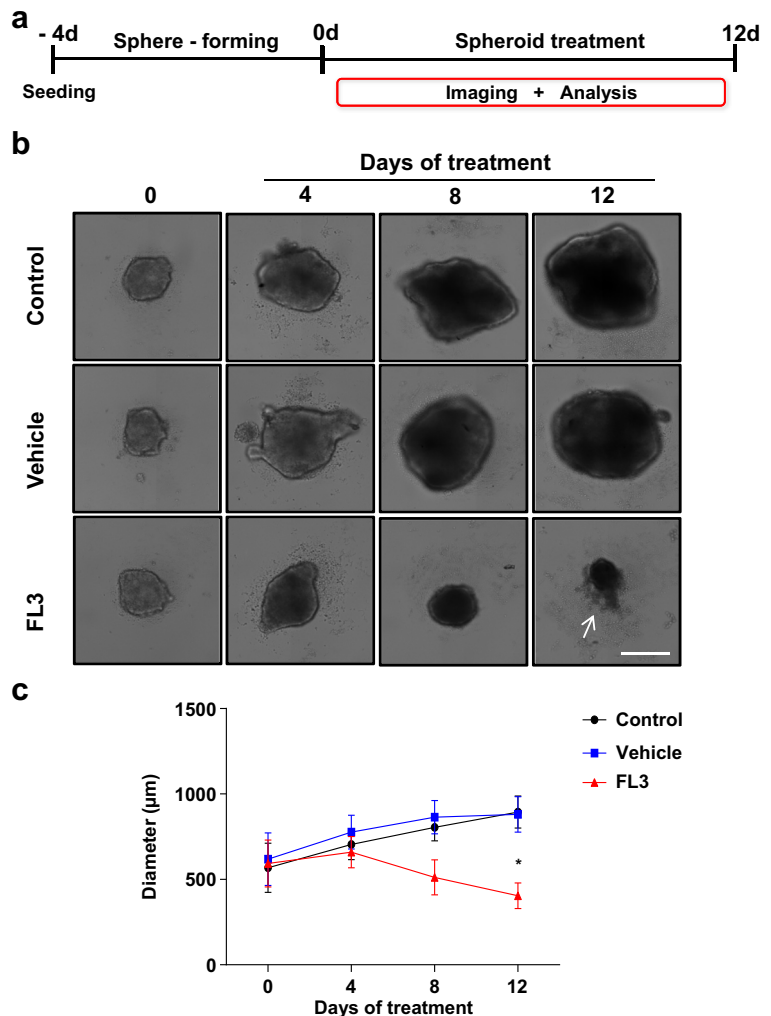 a
- 4d Sphere - forming 0d Spheroid treatment 12d
Seeding Imaging + Analysis
b
Days of treatment
0 4 8 12
Control
Vehicle
FL3
c
1500
1000
500
0
Diameter (µm)
0 4 8 12
Days of treatment
*
Control
Vehicle
FL3